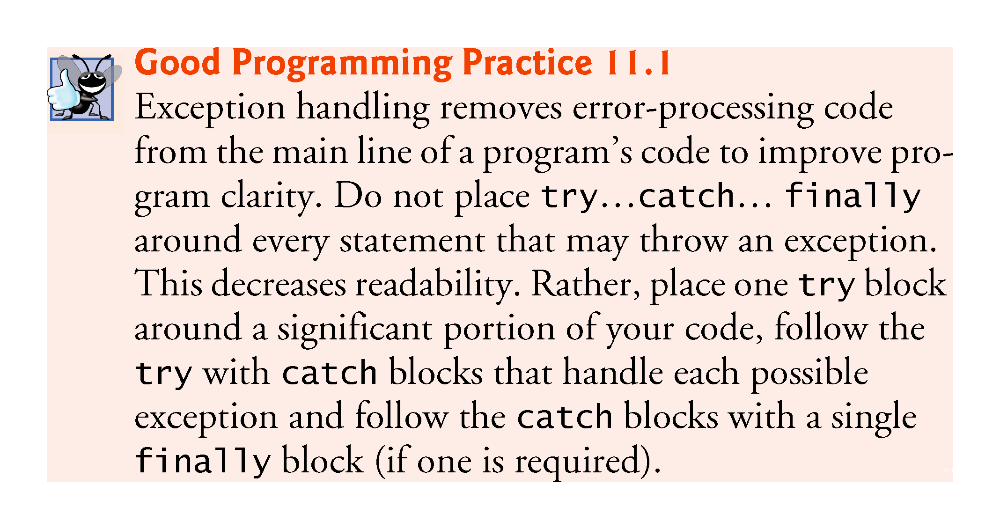 Good Programming Practice 11.1
Exception handling removes error-processing code
from the main line of a program’s code to improve pro-
gram clarity. Do not place try…catch… finally
around every statement that may throw an exception.
This decreases readability. Rather, place one try block
around a significant portion of your code, follow the
try with catch blocks that handle each possible
exception and follow the catch blocks with a single
finally block (if one is required).
11.1